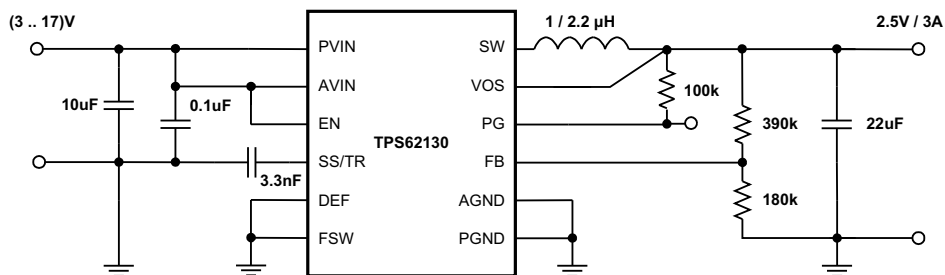 (3 .. 17)V
1 / 2.2 µH
2.5V / 3A
PVIN
SW
AVIN
VOS
10uF
0.1uF
100k
EN
PG
TPS62130
390k
22uF
SS/TR
FB
3.3nF
DEF
AGND
180k
FSW
PGND